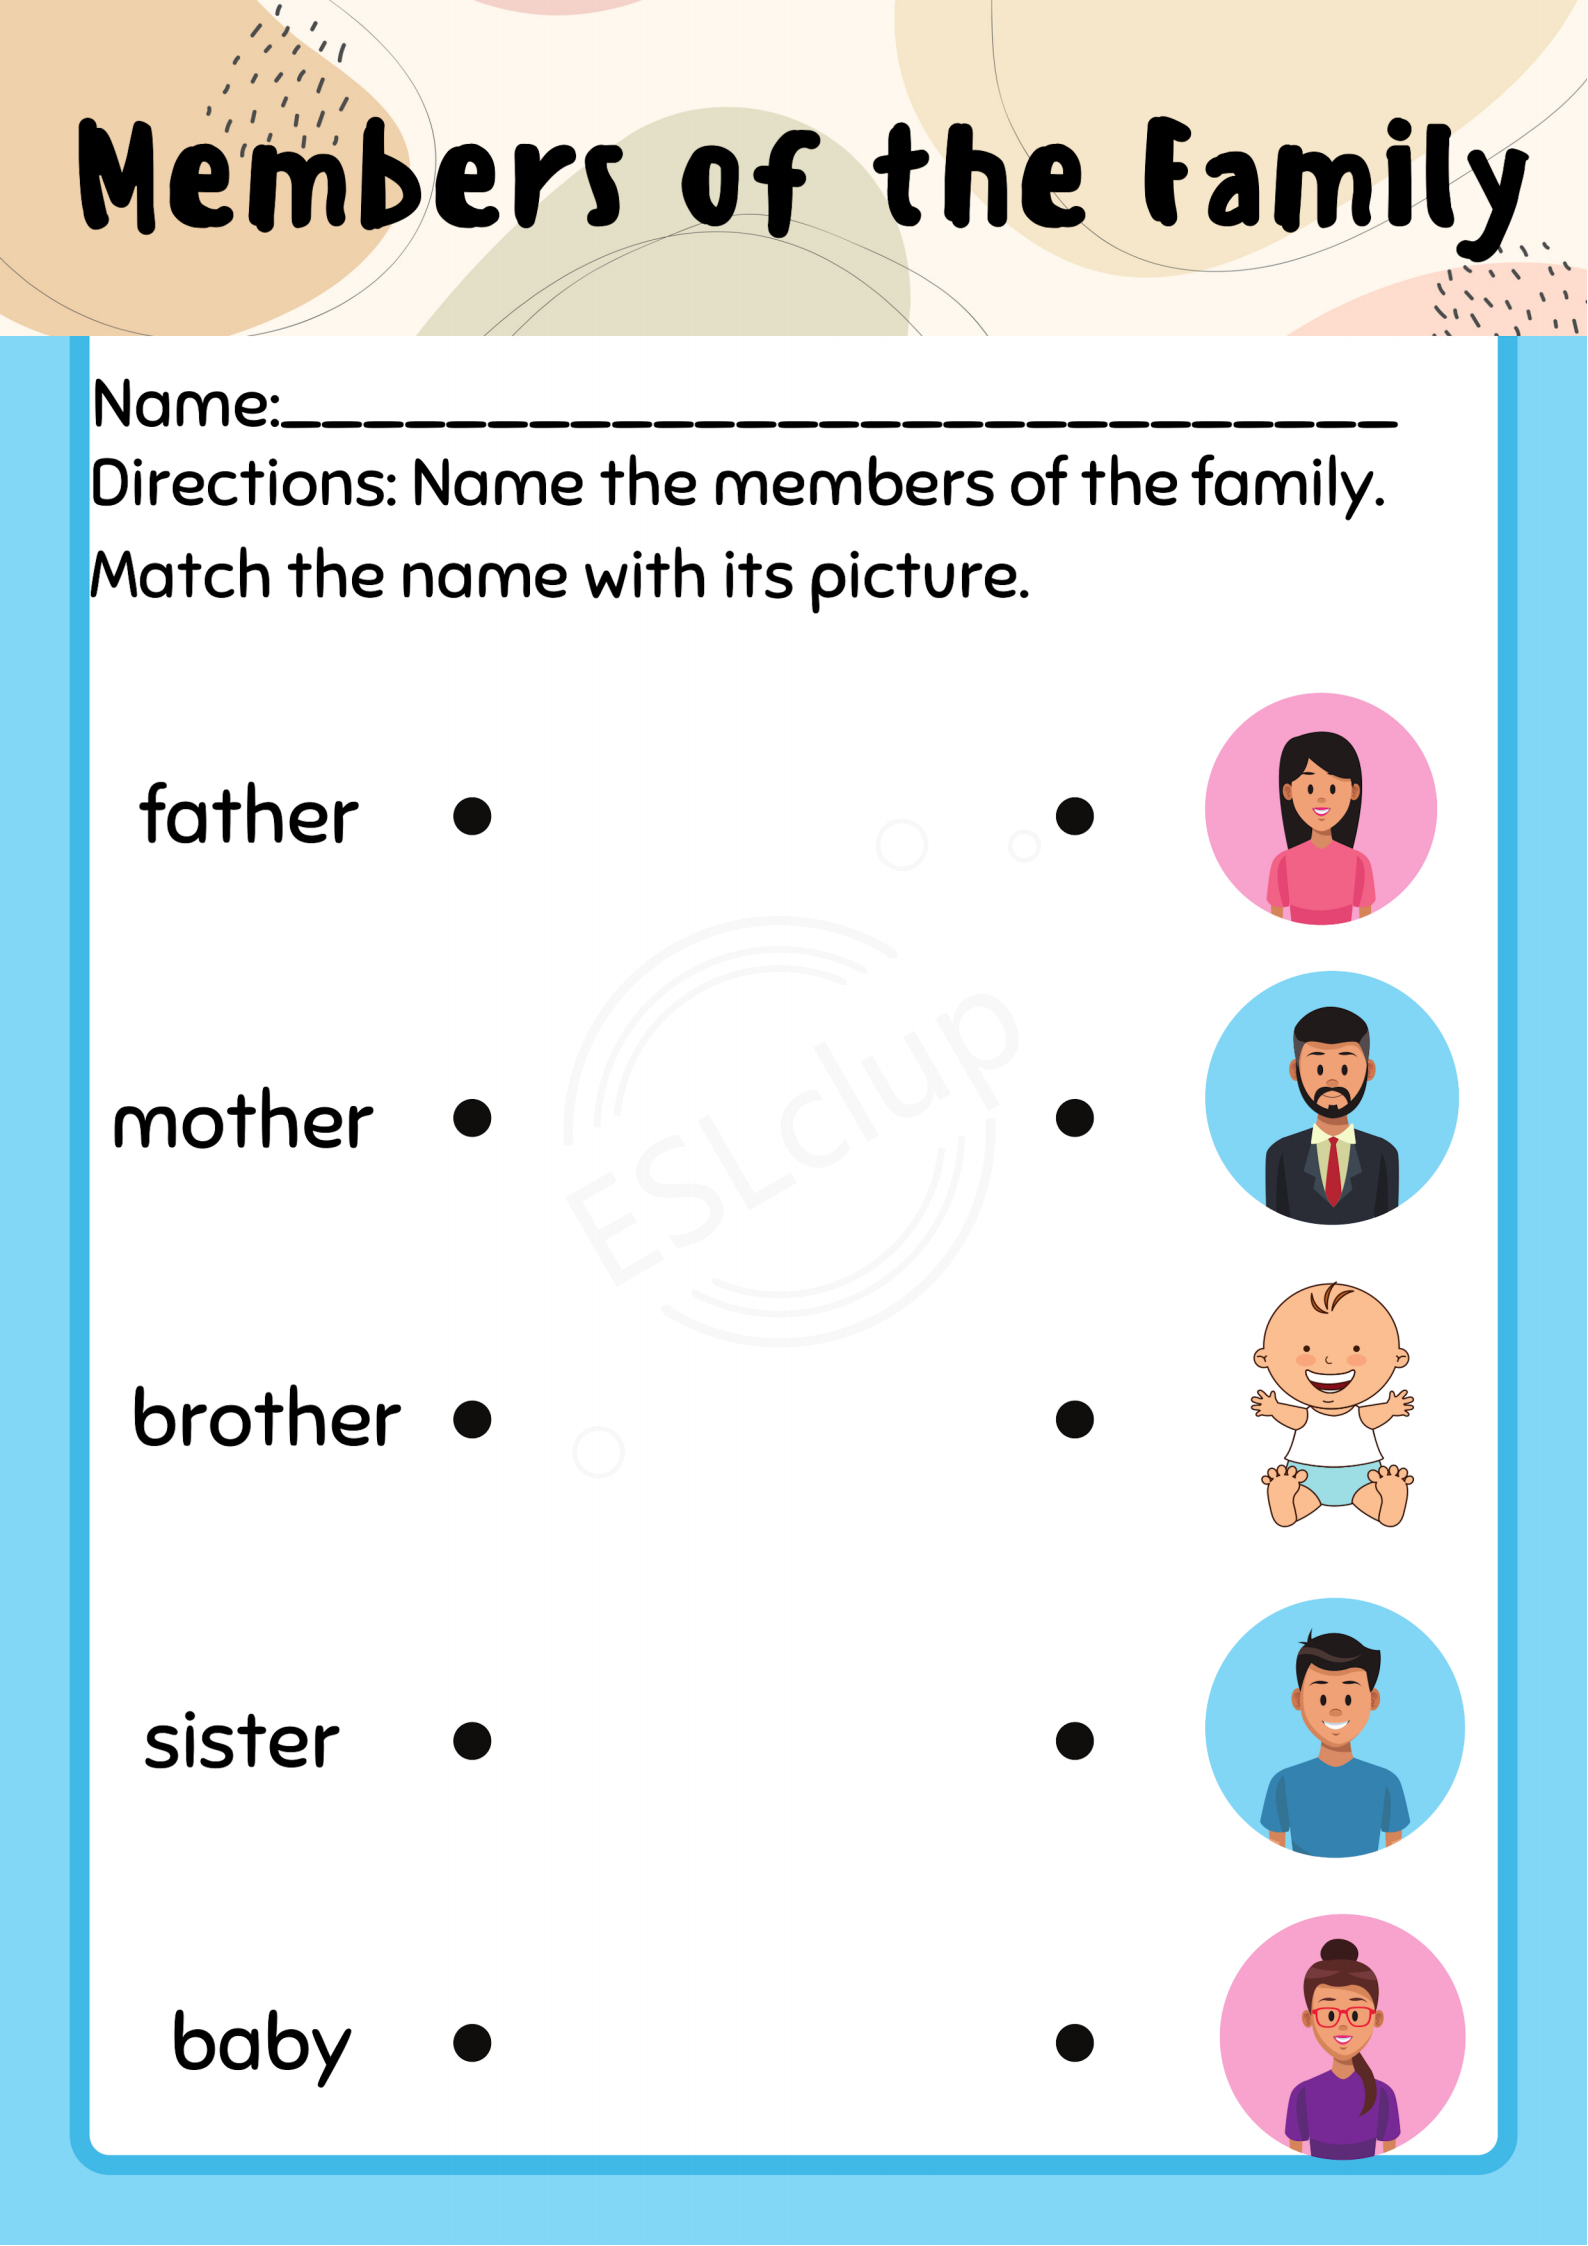 Members of the Family
Name:___________________________
Directions: Name the members of the family.
Match the name with its picture.
father
mother
ESLclup
brother
sister
baby